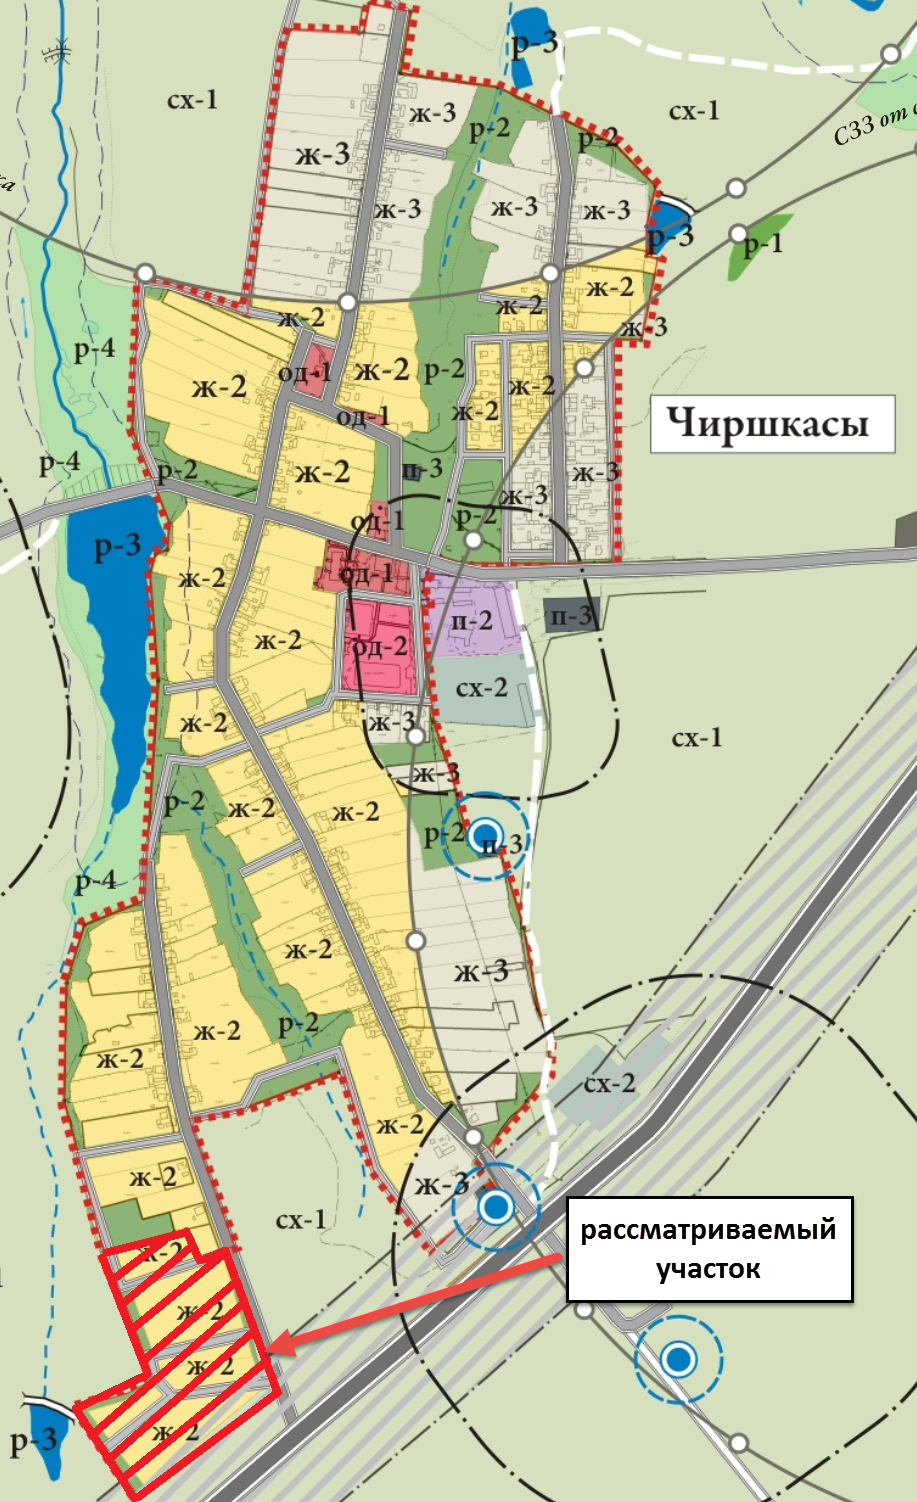 р-3
сх-1
ж-3
р-2
сх-1
СЗЗ от
р-2
ж-3
ж-3
ж-3
ж-3
р-3
р-1
ж-2
ж-2
ж-2
ж-3
р-4
од-1
ж-2
р-2
ж-2
ж-2
ж-2
од-1
Чиршкасы
р-4
р-2
ж-2
п-3
ж-3
ж-3
од-1
р-2
р-3
ж-2
од-1
п-2
п-3
ж-2
од-2
сх-2
ж-2
ж-3
сх-1
ж-3
р-2
ж-2
ж-2
р-2
п-3
р-4
ж-2
ж-3
р-2
ж-2
ж-2
сх-2
ж-2
ж-2
ж-3
сх-1
рассматриваемый
участок
ж-2
ж-2
ж-2
р-3
ж-2